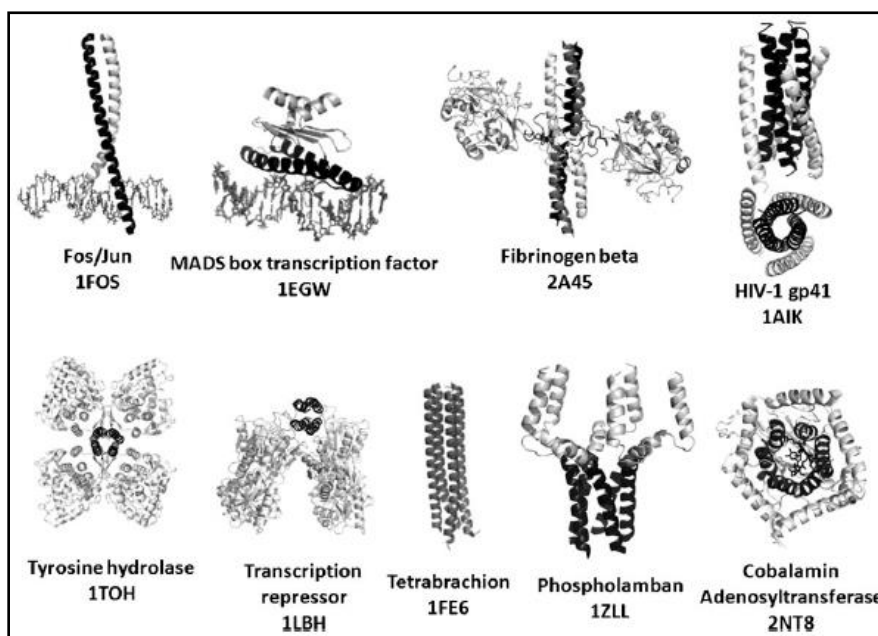 Fos/Jun
1FOS
MADS box transcription factor
1EGW
Fibrinogen beta
2A45
HIV-1 gp41
1AIK
Tyrosine hydrolase
1TOH
Transcription
repressor
1LBH
Tetrabrachion
1FE6
Phospholamban
1ZLL
Cobalamin
Adenosyltransferase
2NT8